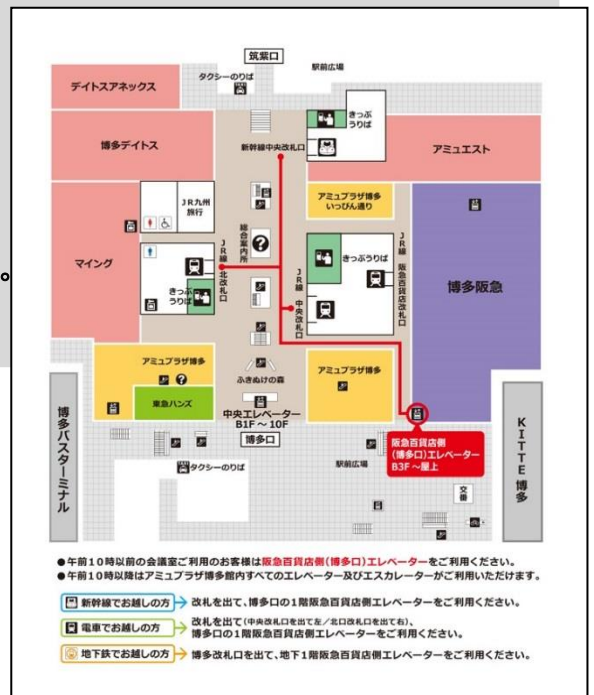 筑紫口
駅前広場
タクシーのりば
デイトスアネックス
きっぷ
うりば
博多デイトス
新幹線中央改札口
アミュエスト
JR九州
旅行
アミュプラザ博多
いっぴん通り
総合案内所
?
JR線 北改札口
きっぷうりば
JR線 中央改札口
JR線 阪急百貨店改札口
マイング
きっぷ
うりば
博多阪急
アミュプラザ博多
?
ふきぬけの森
アミュプラザ博多
東急ハンズ
中央エレベーター
B1F ～ 10F
博多口
博多バスターミナル
KITTE 博多
阪急百貨店側
(博多口)エレベーター
B3F ～屋上
タクシーのりば
駅前広場
交番
●午前10時以前の会議室ご利用のお客様は阪急百貨店側(博多口)エレベーターをご利用ください。
●午前10時以降はアミュプラザ博多館内すべてのエレベーター及びエスカレーターがご利用いただけます。
新幹線でお越しの方 改札を出て、博多口の1階阪急百貨店側エレベーターをご利用ください。
電車でお越しの方 改札を出て(中央改札口を出て左／北口改札口を出て右)、
博多口の1階阪急百貨店側エレベーターをご利用ください。
地下鉄でお越しの方 博多改札口を出て、地下1階阪急百貨店側エレベーターをご利用ください。